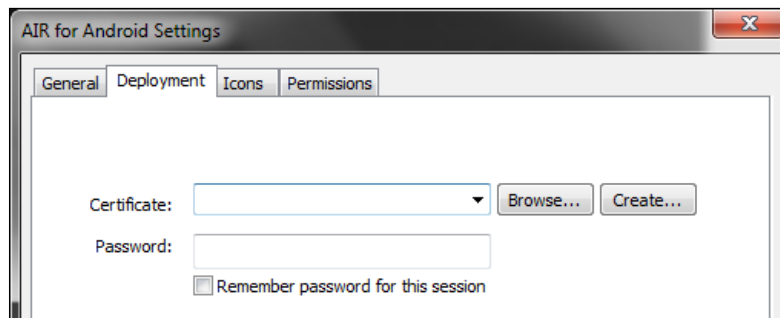 AIR for Android Settings
General Deployment Icons Permissions
Certificate: Browse... Create...
Password:
Remember password for this session